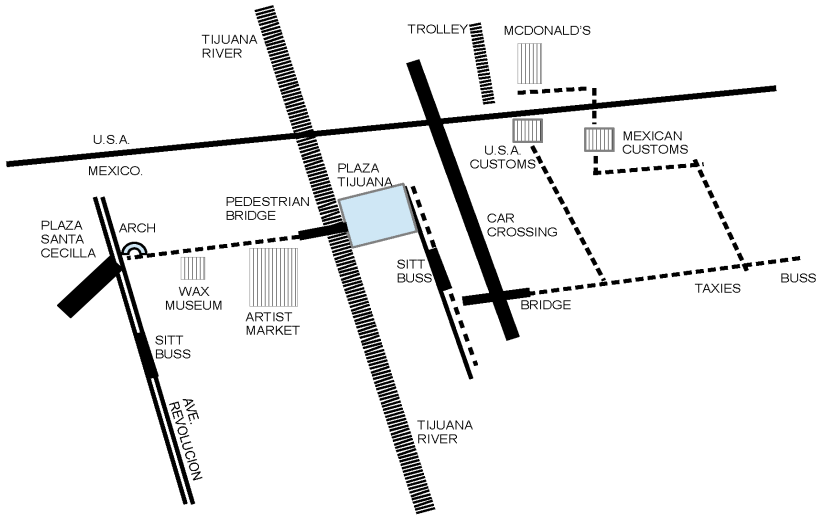 TIJUANA
RIVER
TROLLEY
MCDONALD'S
U.S.A.
MEXICO.
U.S.A.
CUSTOMS
MEXICAN
CUSTOMS
PLAZA
TIJUANA
PEDESTRIAN
BRIDGE
PLAZA
SANTA
CECILLA
ARCH
CAR
CROSSING
SITT
BUSS
WAX
MUSEUM
ARTIST
MARKET
BRIDGE
TAXIES
BUSS
SITT
BUSS
AVE.
REVOLUCION
TIJUANA
RIVER